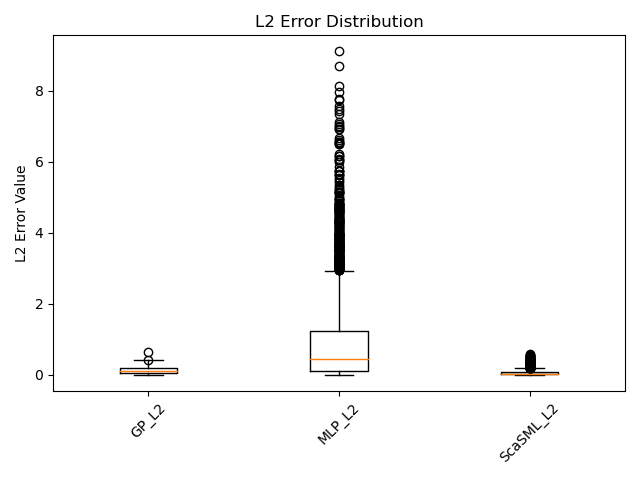 L2 Error Distribution
L2 Error Value
8
6
4
2
0
GP_L2
MLP_L2
ScaSML_L2